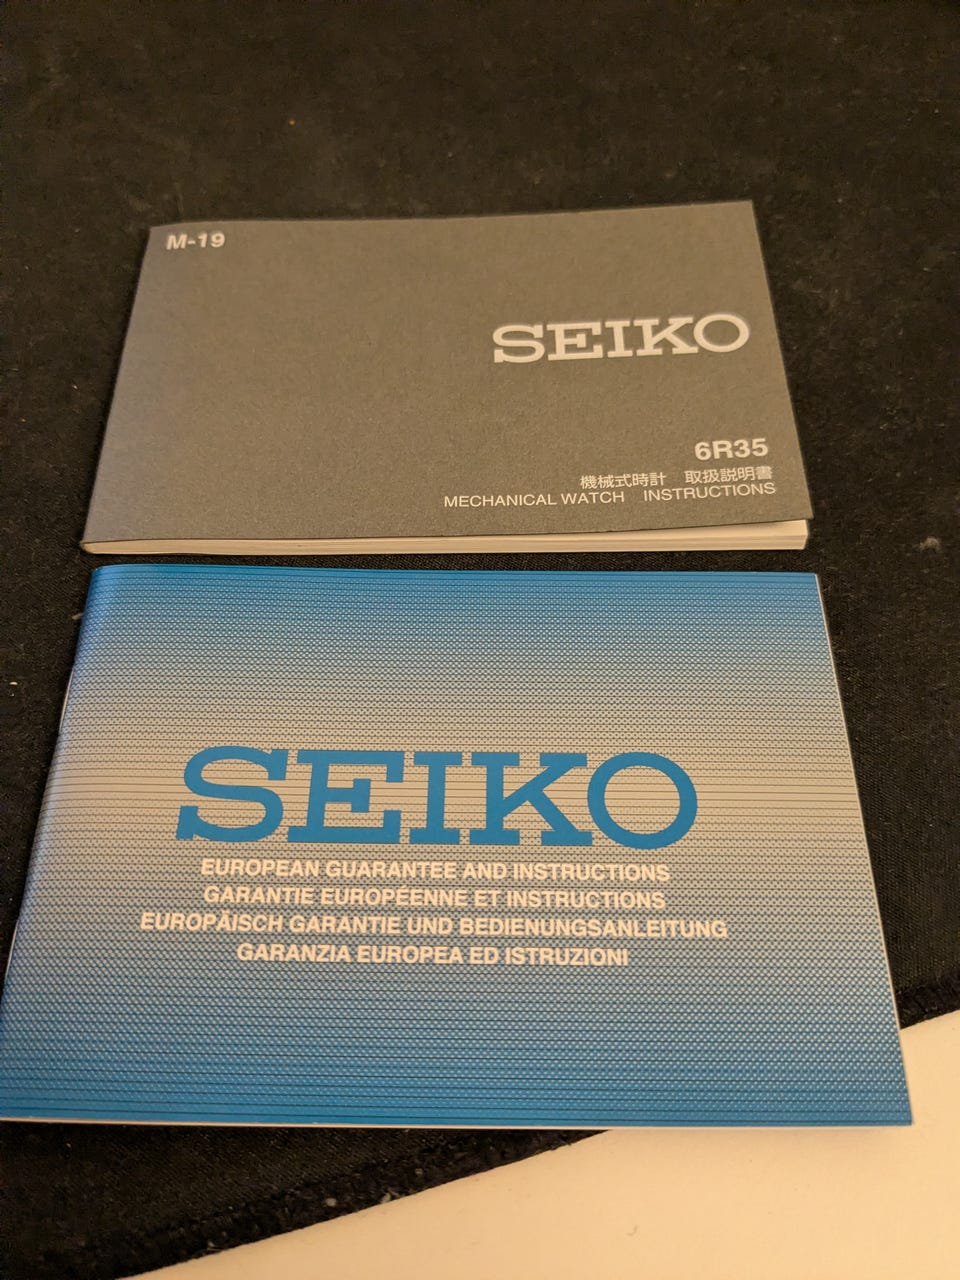 M-19
SEIKO
6R35
機械式時計 取扱説明書
MECHANICAL WATCH INSTRUCTIONS
SEIKO
EUROPEAN GUARANTEE AND INSTRUCTIONS
GARANTIE EUROPÉENNE ET INSTRUCTIONS
EUROPÄISCH GARANTIE UND BEDIENUNGSANLEITUNG
GARANZIA EUROPEA ED ISTRUZIONI